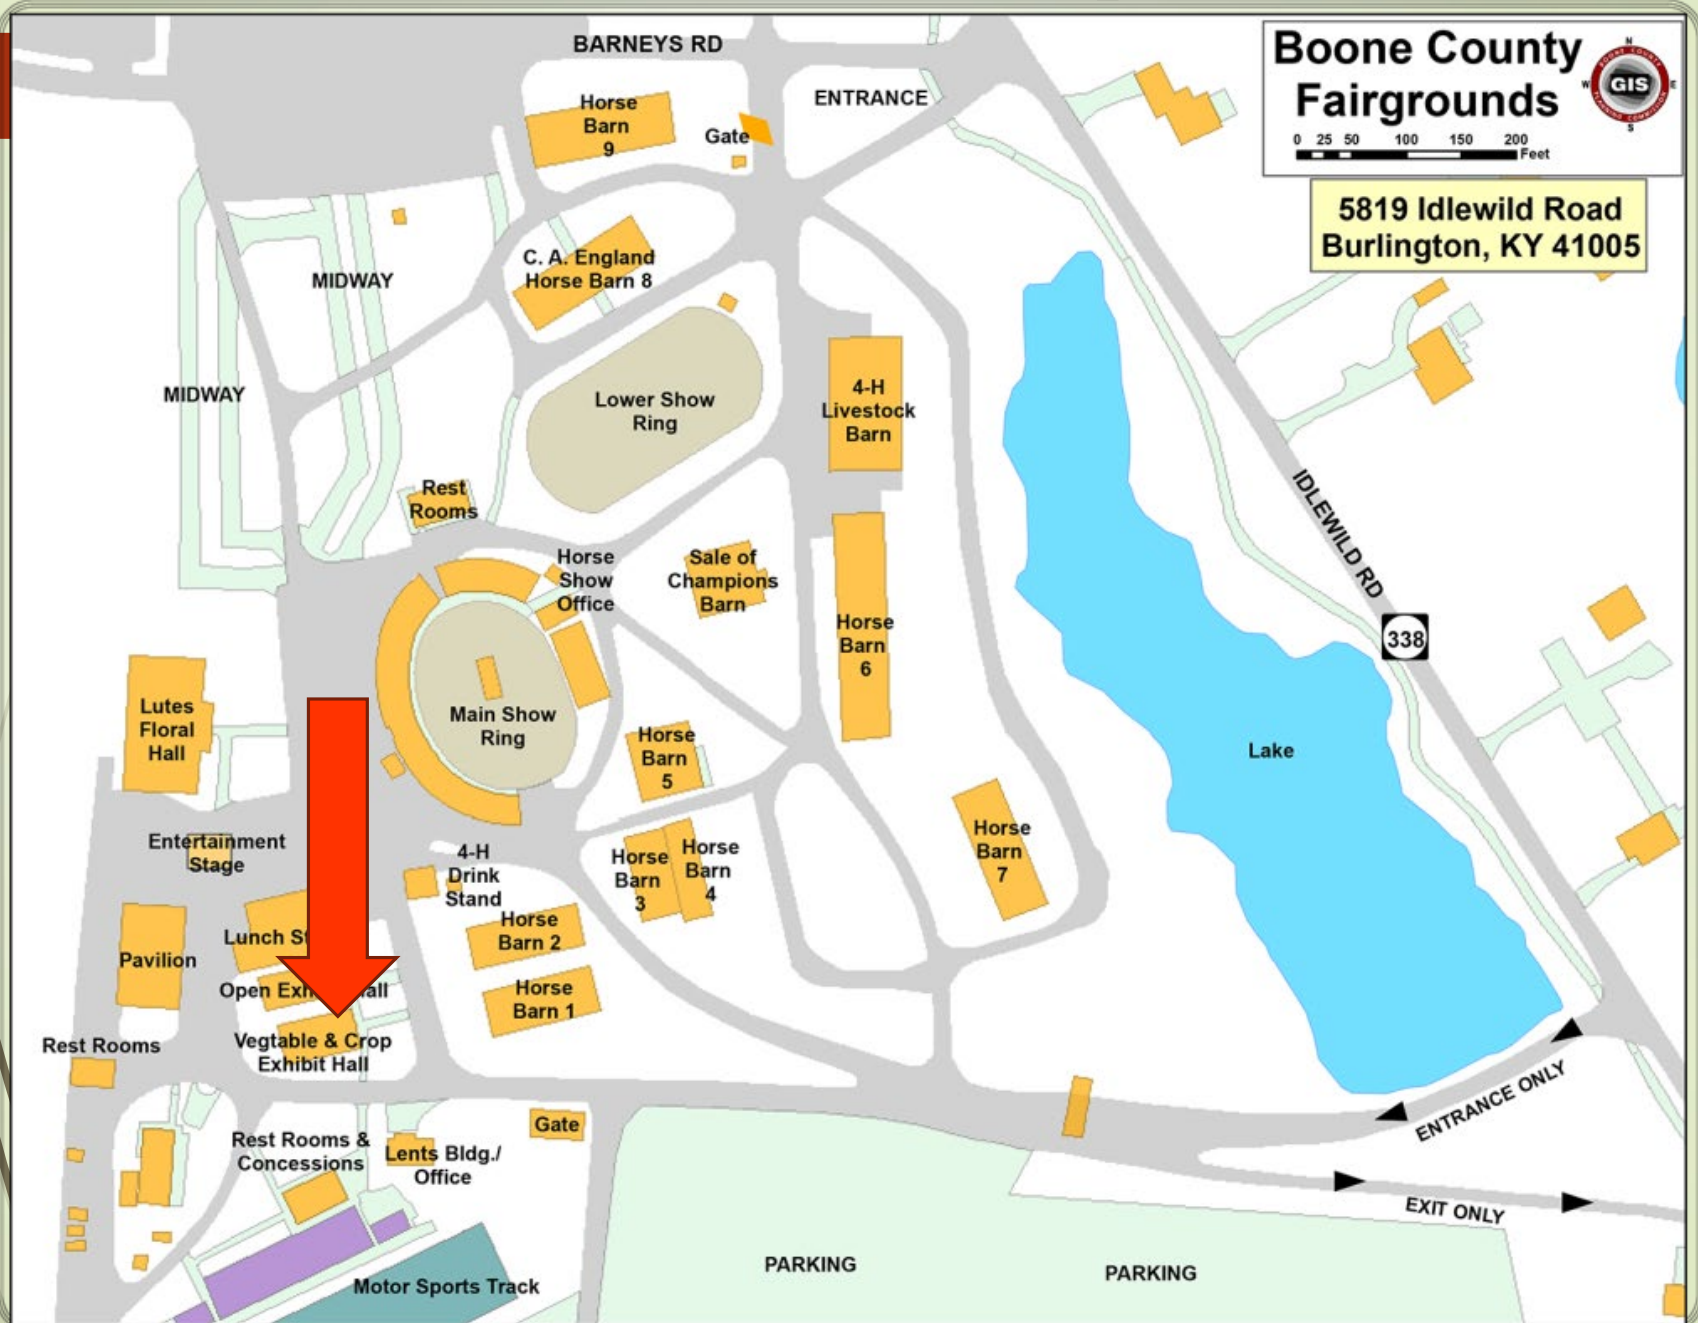 BARNEYS RD
Boone County
Fairgrounds
N
W
GIS
E
S
BOONE COUNTY
PLANNING COMMISSION
0 25 50 100 150 200
Feet
5819 Idlewild Road
Burlington, KY 41005
Horse
Barn
9
Gate
ENTRANCE
C. A. England
Horse Barn 8
MIDWAY
MIDWAY
Lower Show
Ring
4-H
Livestock
Barn
Rest
Rooms
IDLEWILD RD
338
Horse
Show
Office
Sale of
Champions
Barn
Horse
Barn
6
Lutes
Floral
Hall
Main Show
Ring
Horse
Barn
5
Lake
Entertainment
Stage
4-H
Drink
Stand
Horse
Barn
3
Horse
Barn
4
Horse
Barn
7
Pavilion
Lunch St
Horse
Barn 2
Open Exh all
Horse
Barn 1
Vegtable & Crop
Exhibit Hall
Rest Rooms
ENTRANCE ONLY
Gate
Rest Rooms &
Concessions
Lents Bldg./
Office
EXIT ONLY
PARKING
PARKING
Motor Sports Track